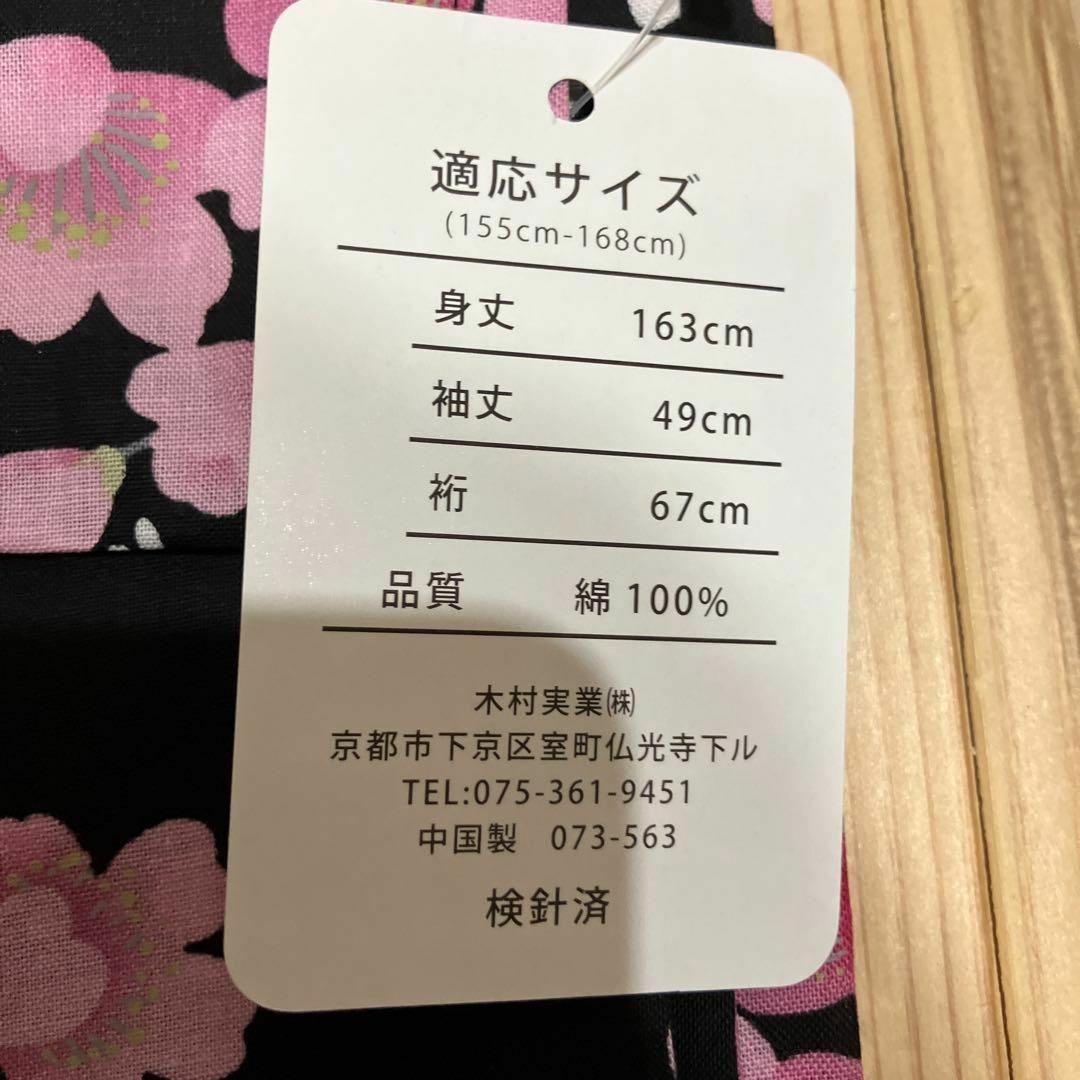 適応サイズ
(155cm-168cm)
身丈 163cm
袖丈 49cm
裄 67cm
品質 綿 100%
木村実業㈱
京都市下京区室町仏光寺下ル
TEL:075-361-9451
中国製 073-563
検針済